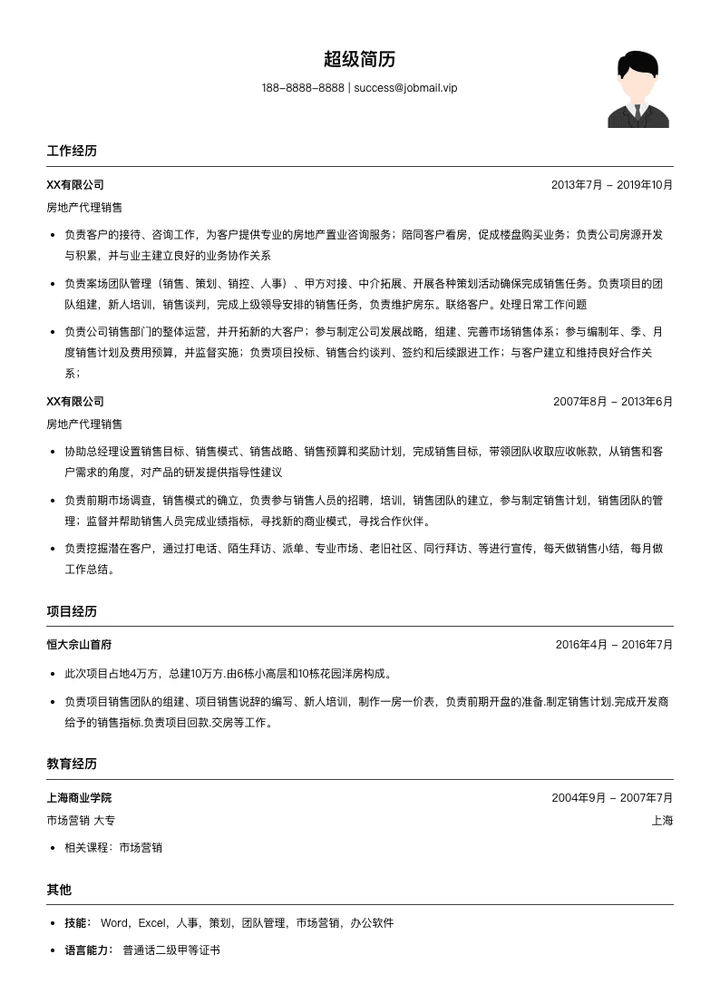 超级简历
188-8888-8888 | success@jobmail.vip
工作经历
XX有限公司 2013年7月 – 2019年10月
房地产代理销售
• 负责客户的接待、咨询工作，为客户提供专业的房地产置业咨询服务；陪同客户看房，促成楼盘购买业务；负责公司房源开发
与积累，并与业主建立良好的业务协作关系
• 负责案场团队管理（销售、策划、销控、人事）、甲方对接、中介拓展、开展各种策划活动确保完成销售任务。负责项目的团
队组建，新人培训，销售谈判，完成上级领导安排的销售任务，负责维护房东。联络客户。处理日常工作问题
• 负责公司销售部门的整体运营，并开拓新的大客户；参与制定公司发展战略，组建、完善市场销售体系；参与编制年、季、月
度销售计划及费用预算，并监督实施；负责项目投标、销售合约谈判、签约和后续跟进工作；与客户建立和维持良好合作关
系；
XX有限公司 2007年8月 – 2013年6月
房地产代理销售
• 协助总经理设置销售目标、销售模式、销售战略、销售预算和奖励计划，完成销售目标，带领团队收取应收帐款，从销售和客
户需求的角度，对产品的研发提供指导性建议
• 负责前期市场调查，销售模式的确立，负责参与销售人员的招聘，培训，销售团队的建立，参与制定销售计划，销售团队的管
理；监督并帮助销售人员完成业绩指标，寻找新的商业模式，寻找合作伙伴。
• 负责挖掘潜在客户，通过打电话、陌生拜访、派单、专业市场、老旧社区、同行拜访、等进行宣传，每天做销售小结，每月做
工作总结。
项目经历
恒大佘山首府 2016年4月 – 2016年7月
• 此次项目占地4万方，总建10万方.由6栋小高层和10栋花园洋房构成。
• 负责项目销售团队的组建、项目销售说辞的编写、新人培训，制作一房一价表，负责前期开盘的准备.制定销售计划.完成开发商
给予的销售指标.负责项目回款.交房等工作。
教育经历
上海商业学院 2004年9月 – 2007年7月
市场营销 大专 上海
• 相关课程：市场营销
其他
• 技能： Word，Excel，人事，策划，团队管理，市场营销，办公软件
• 语言能力： 普通话二级甲等证书